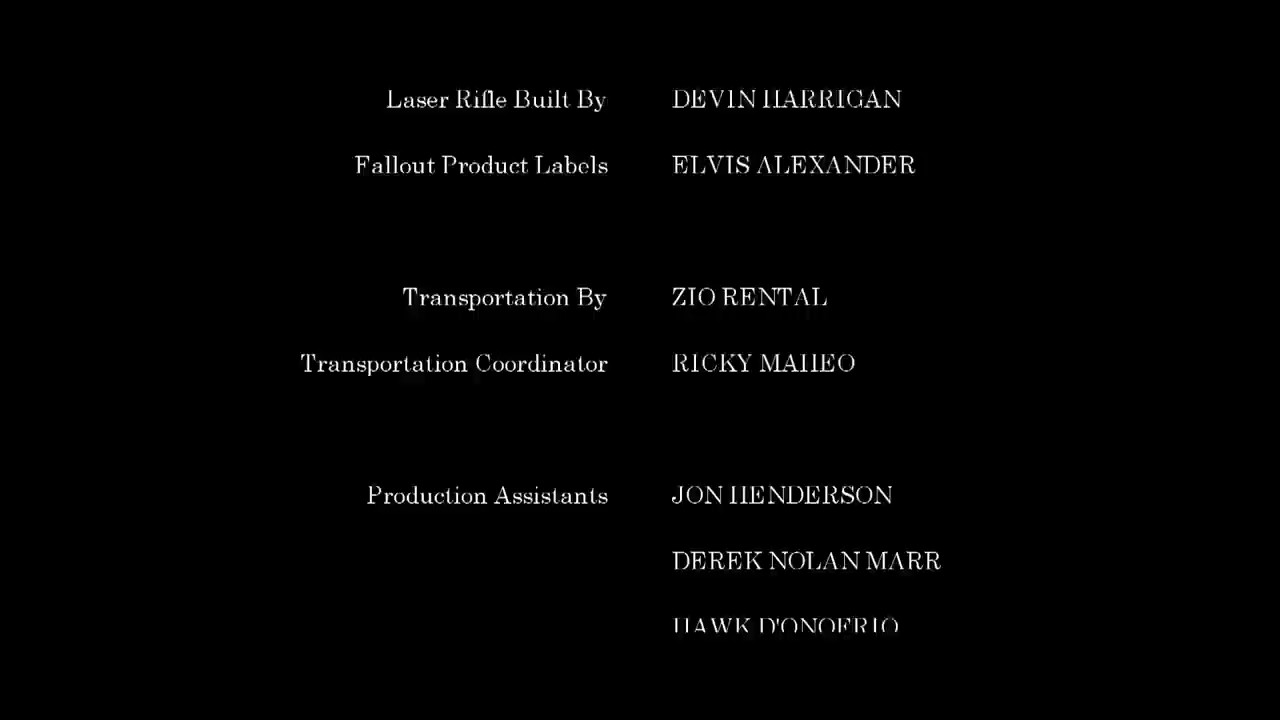 Laser Rifle Built By DEVIN HARRIGAN
Fallout Product Labels ELVIS ALEXANDER
Transportation By ZIO RENTAL
Transportation Coordinator RICKY MAHEO
Production Assistants JON HENDERSON
DEREK NOLAN MARR
HAWK D'ONOFRIO